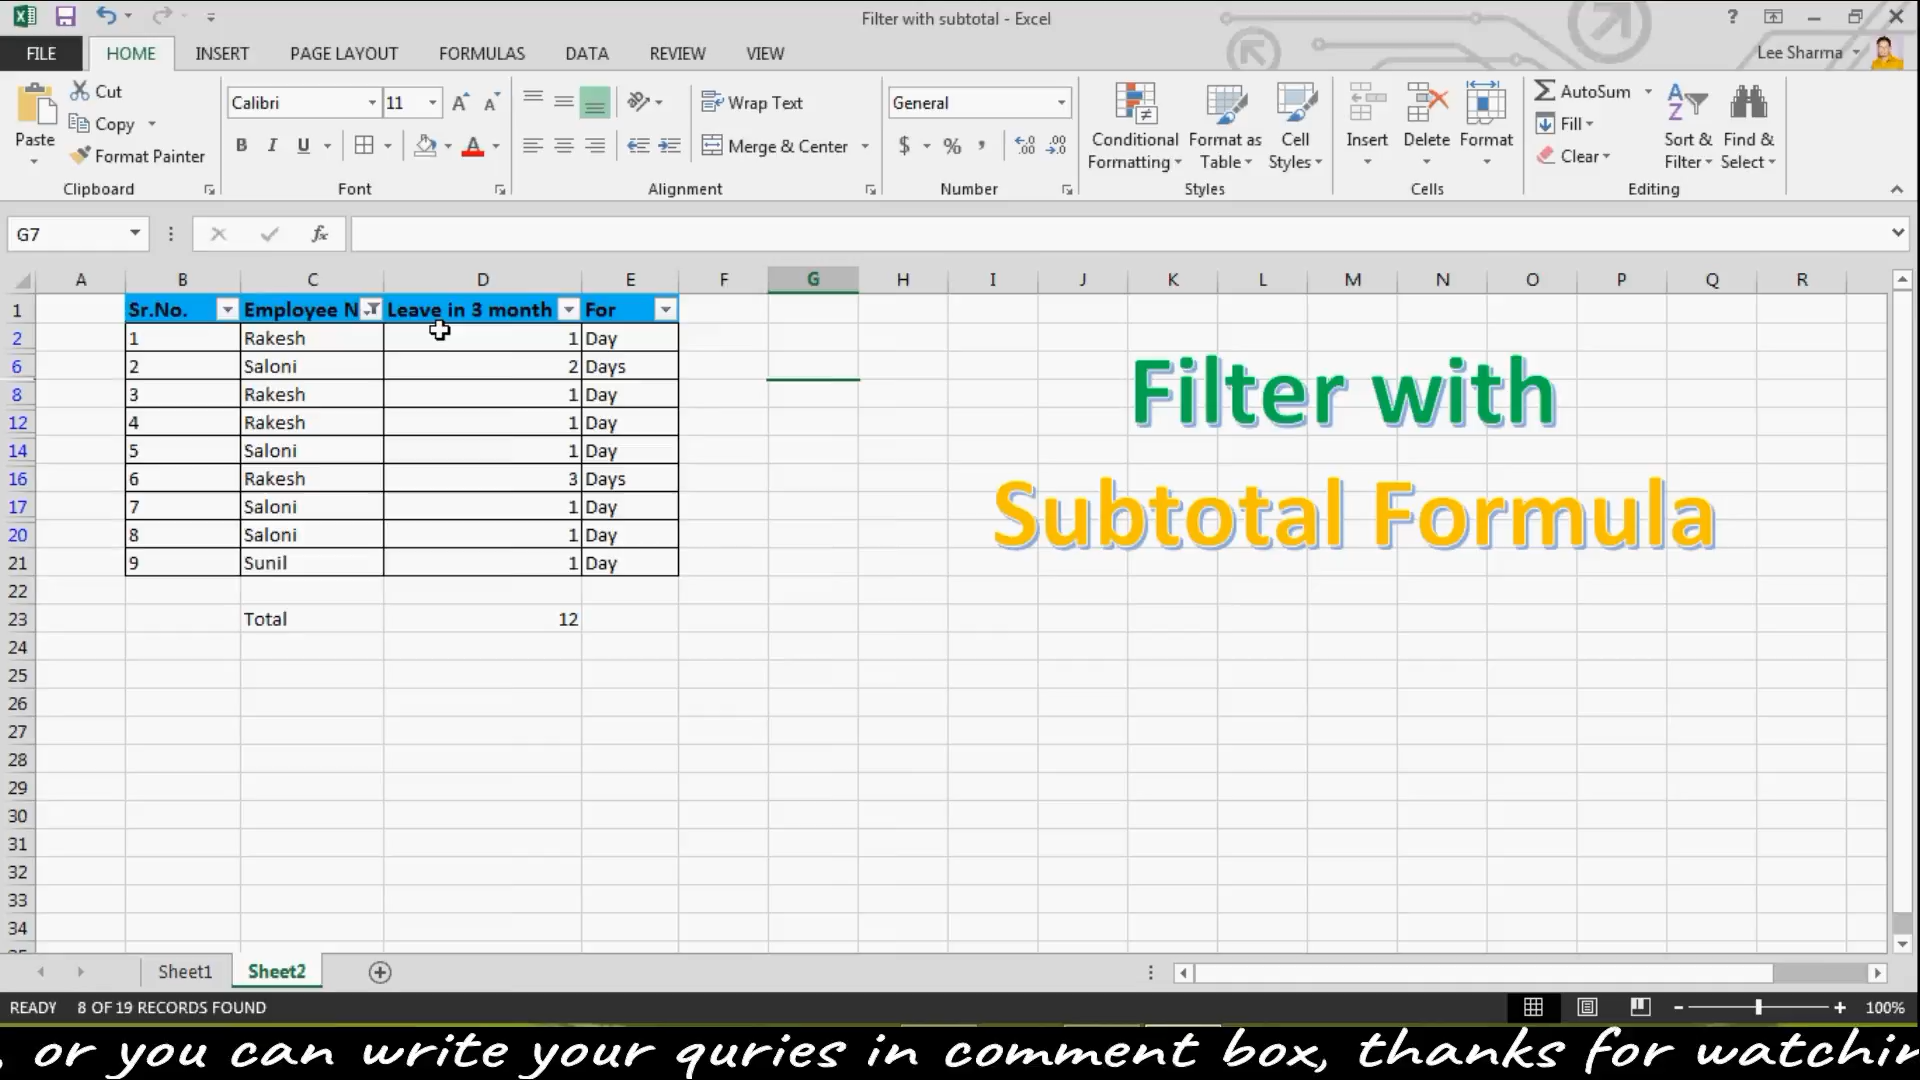 Filter with subtotal - Excel
?
FILE HOME INSERT PAGE LAYOUT FORMULAS DATA REVIEW VIEW
Lee Sharma
Paste
Cut
Copy
Format Painter
Clipboard
Calibri 11
B I U A
Font
Wrap Text
Merge & Center
Alignment
General
$ % ,
Number
Conditional Formatting
Format as Table
Cell Styles
Styles
Insert Delete Format
Cells
AutoSum
Fill
Clear
Sort & Filter
Find & Select
Editing
G7
fx
A B C D E F G H I J K L M N O P Q R
1 Sr.No. Employee N Leave in 3 month For
2 1 Rakesh 1 Day
6 2 Saloni 2 Days
8 3 Rakesh 1 Day
12 4 Rakesh 1 Day
14 5 Saloni 1 Day
16 6 Rakesh 3 Days
17 7 Saloni 1 Day
20 8 Saloni 1 Day
21 9 Sunil 1 Day
22
23 Total 12
24
25
26
27
28
29
30
31
32
33
34
Filter with
Subtotal Formula
Sheet1 Sheet2
READY 8 OF 19 RECORDS FOUND
100%
, or you can write your quries in comment box, thanks for watchin